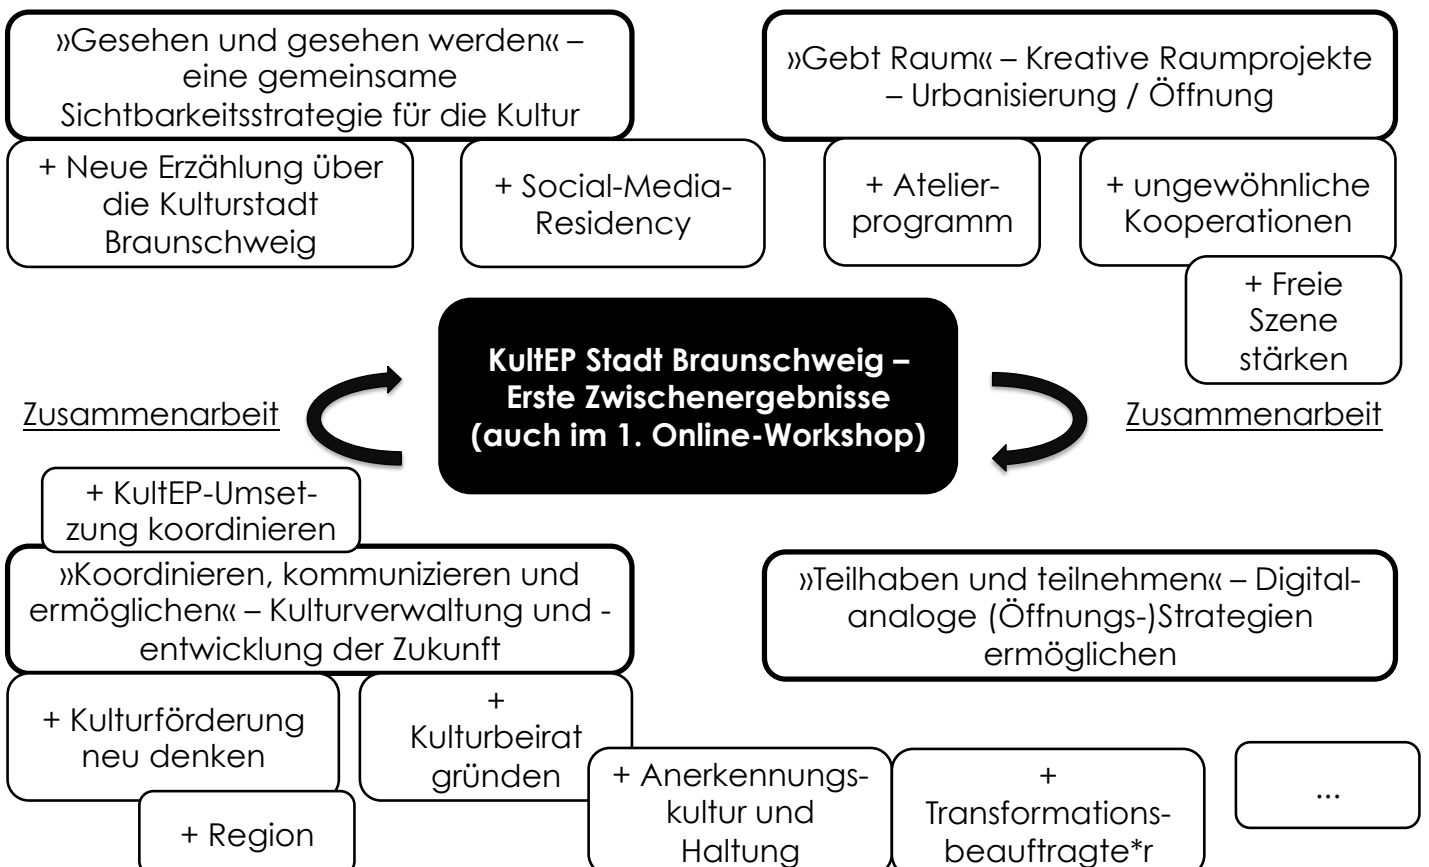 »Gesehen und gesehen werden« –
eine gemeinsame
Sichtbarkeitsstrategie für die Kultur
+ Neue Erzählung über
die Kulturstadt
Braunschweig
+ Social-Media-
Residency
»Gebt Raum« – Kreative Raumprojekte
– Urbanisierung / Öffnung
+ Atelier-
programm
+ ungewöhnliche
Kooperationen
+ Freie
Szene
stärken
KultEP Stadt Braunschweig –
Erste Zwischenergebnisse
(auch im 1. Online-Workshop)
Zusammenarbeit
Zusammenarbeit
+ KultEP-Umset-
zung koordinieren
»Koordinieren, kommunizieren und
ermöglichen« – Kulturverwaltung und -
entwicklung der Zukunft
+ Kulturförderung
neu denken
+
Kulturbeirat
gründen
+ Region
»Teilhaben und teilnehmen« – Digital-
analoge (Öffnungs-)Strategien
ermöglichen
+ Anerkennungs-
kultur und
Haltung
+
Transformations-
beauftragte*r
...